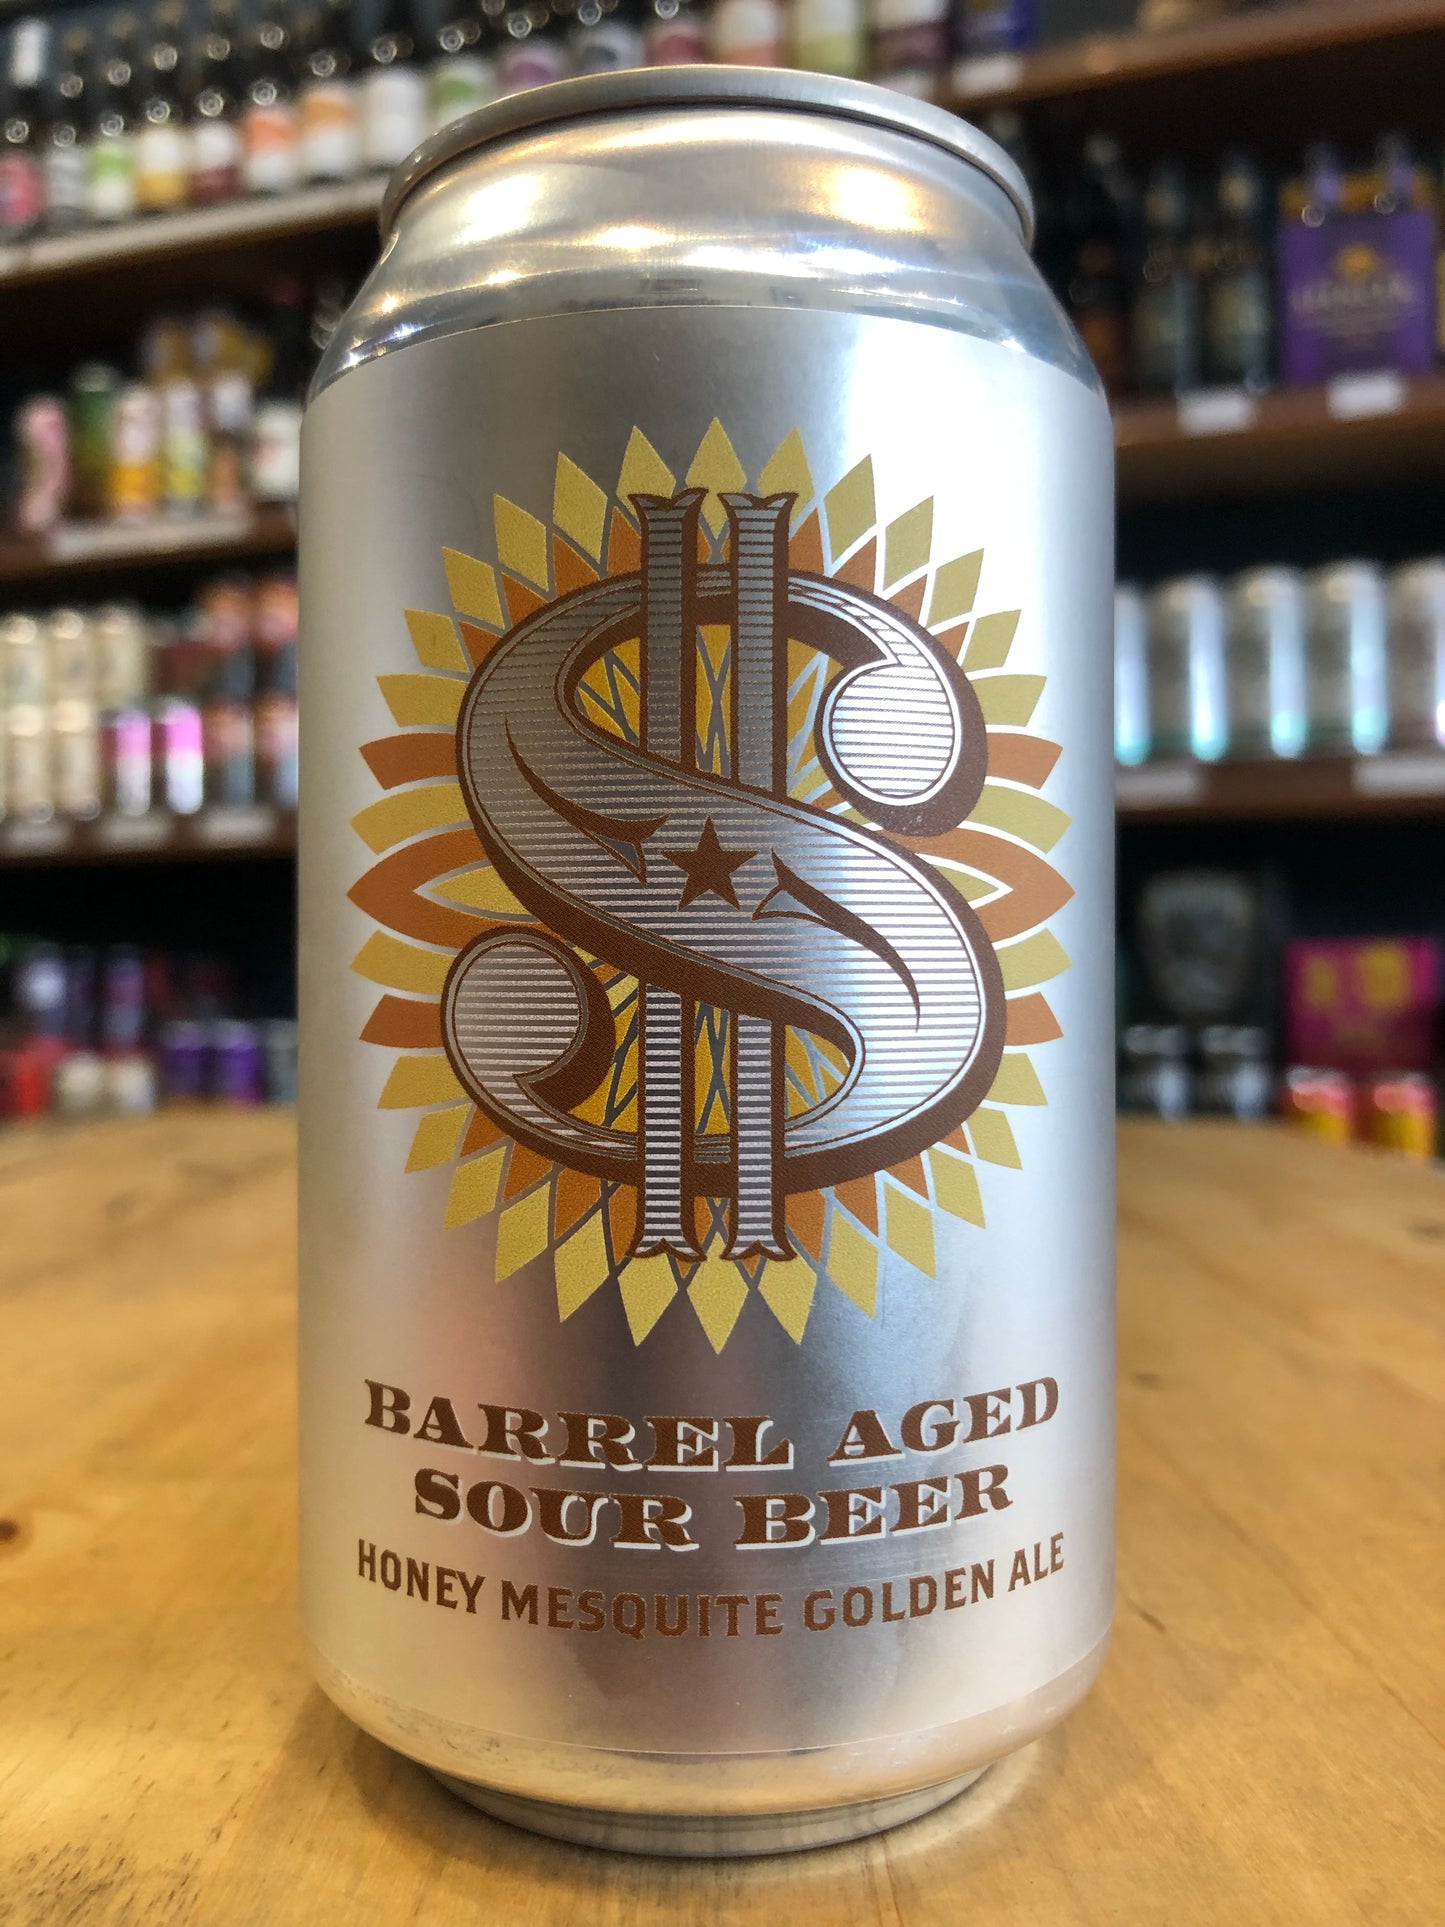 $
BARREL AGED
SOUR BEER
HONEY MESQUITE GOLDEN ALE